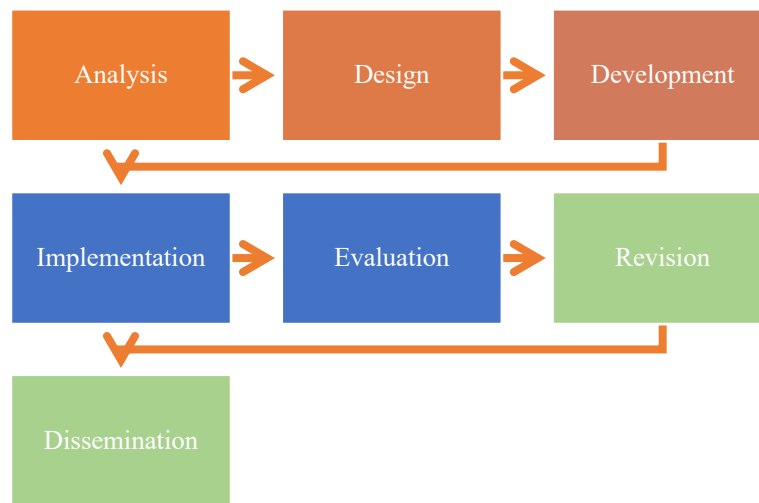 Analysis
Design
Development
Implementation
Evaluation
Revision
Dissemination